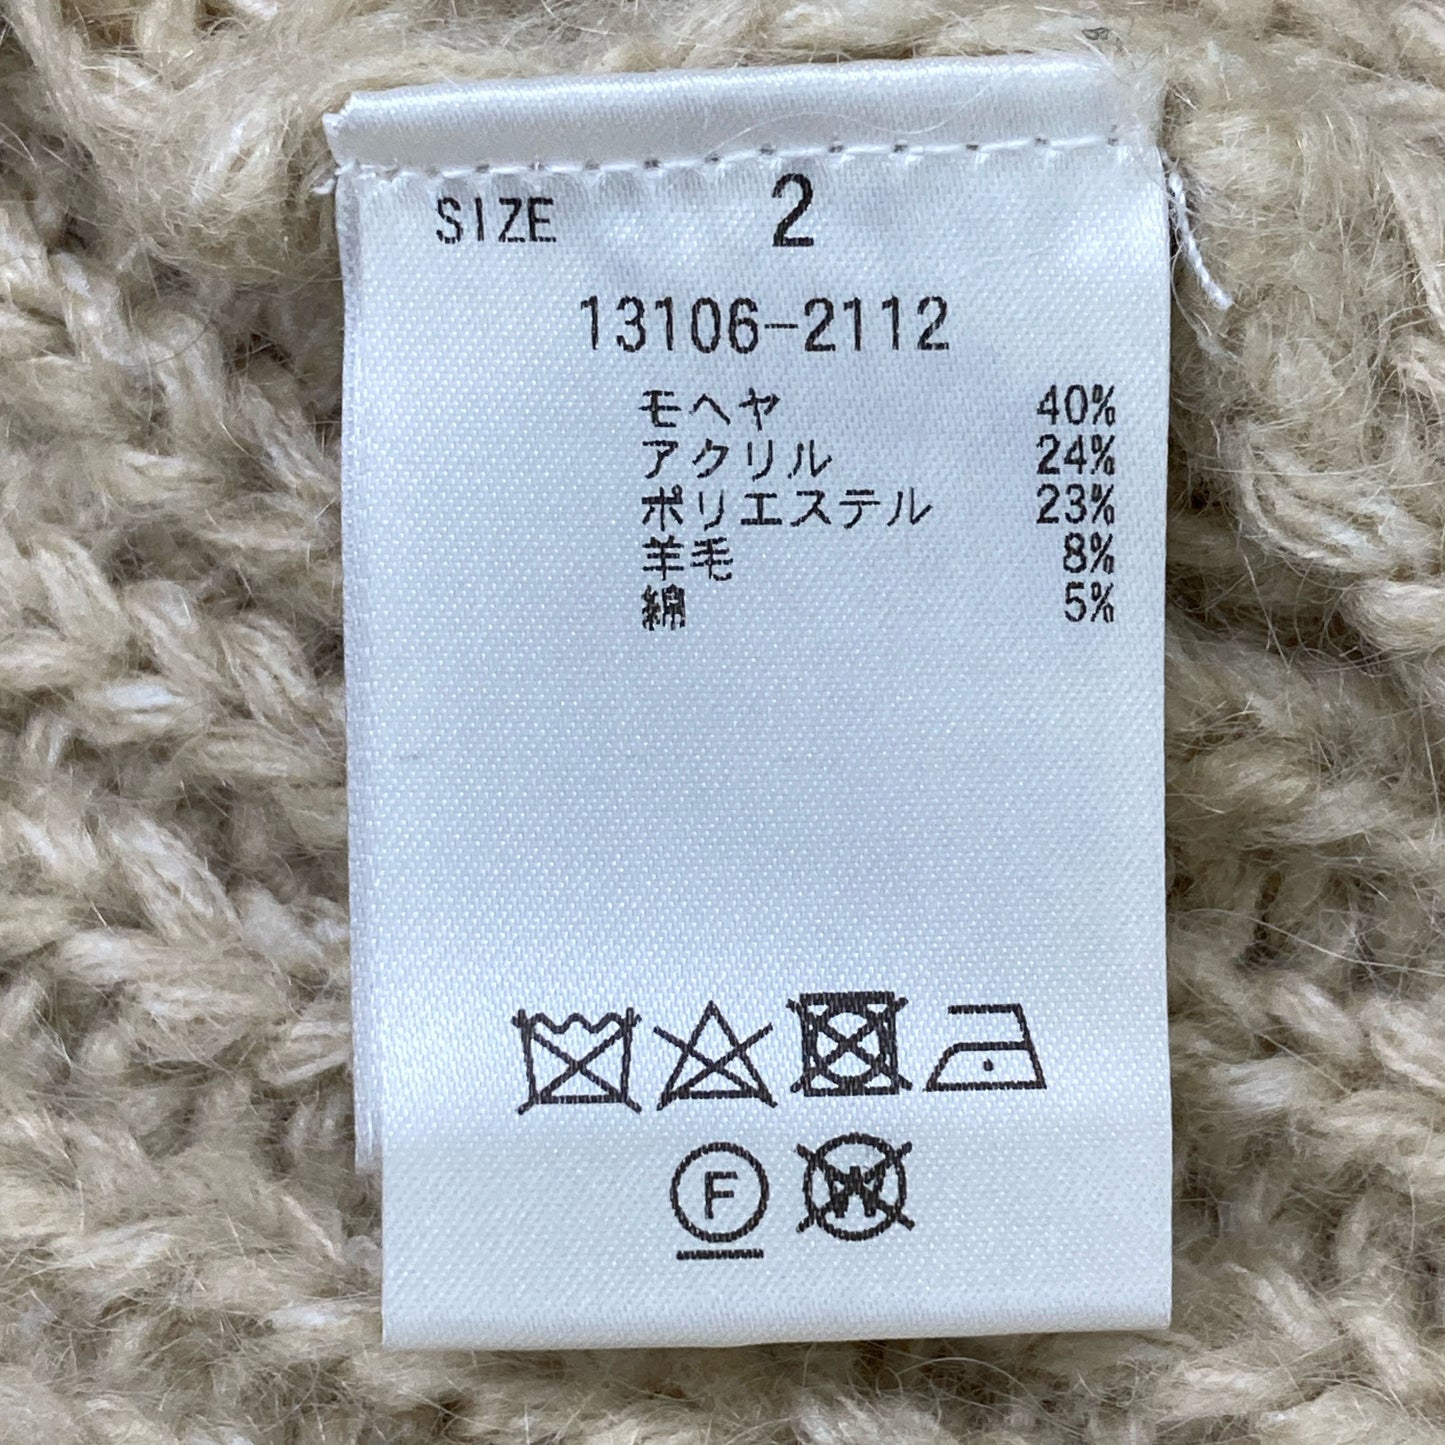 SIZE 2
13106-2112
モヘヤ 40%
アクリル 24%
ポリエステル 23%
羊毛 8%
綿 5%
F W